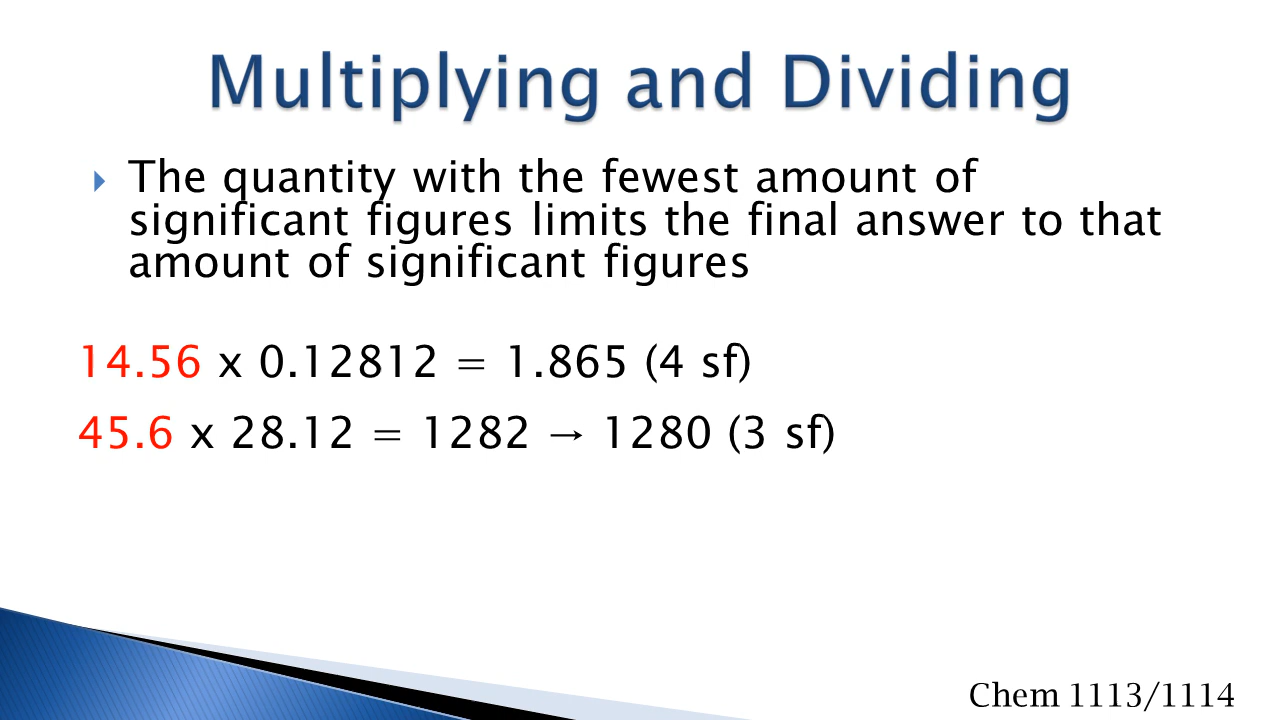 Multiplying and Dividing
The quantity with the fewest amount of
significant figures limits the final answer to that
amount of significant figures
14.56 x 0.12812 = 1.865 (4 sf)
45.6 x 28.12 = 1282 → 1280 (3 sf)
Chem 1113/1114